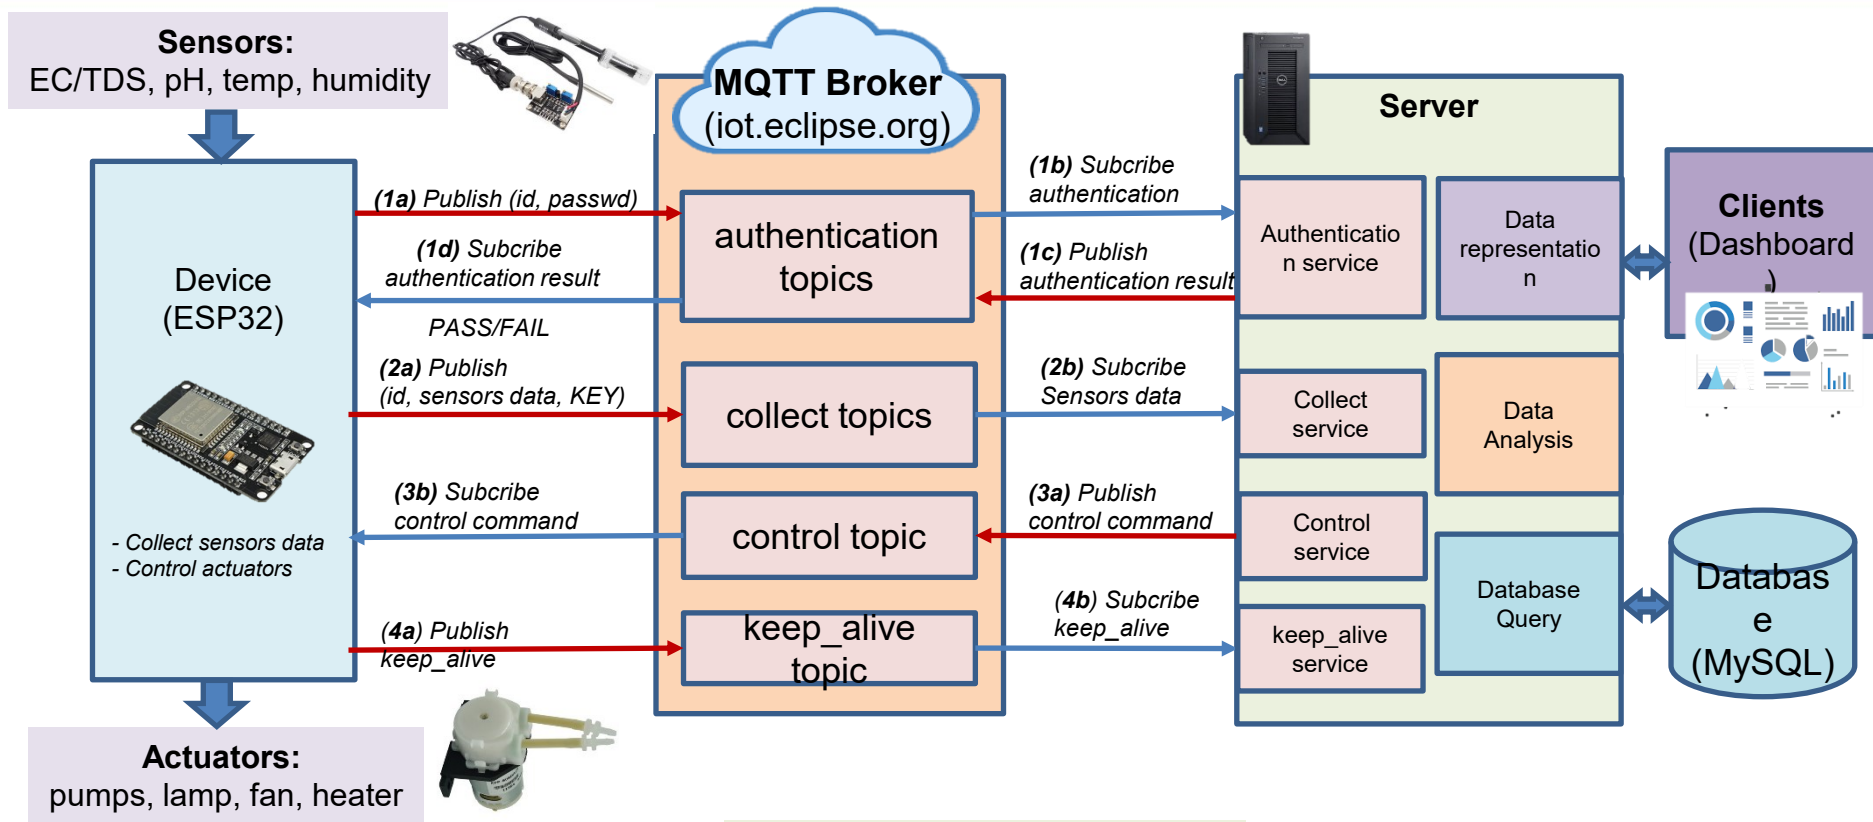 Sensors:
EC/TDS, pH, temp, humidity
Device
(ESP32)
- Collect sensors data
- Control actuators
Actuators:
pumps, lamp, fan, heater
(1a) Publish (id, passwd)
(1d) Subcribe
authentication result
PASS/FAIL
(2a) Publish
(id, sensors data, KEY)
(3b) Subcribe
control command
(4a) Publish
keep_alive
MQTT Broker
(iot.eclipse.org)
authentication
topics
collect topics
control topic
keep_alive
topic
(1b) Subcribe
authentication
(1c) Publish
authentication result
(2b) Subcribe
Sensors data
(3a) Publish
control command
(4b) Subcribe
keep_alive
Server
Authenticatio
n service
Collect
service
Control
service
keep_alive
service
Data
representatio
n
Data
Analysis
Database
Query
Clients
(Dashboard
)
Databas
e
(MySQL)